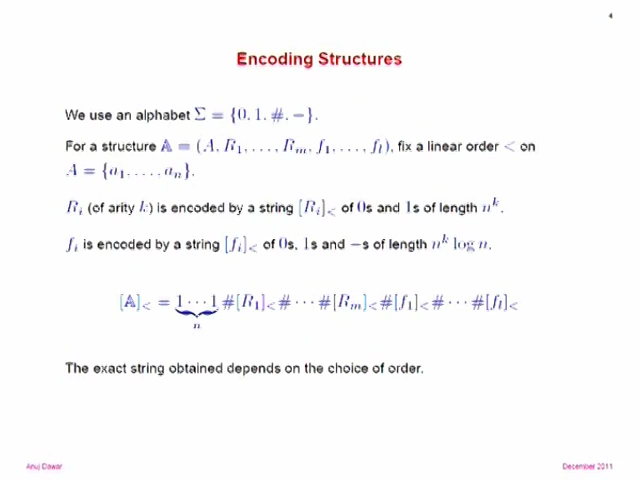 4
Encoding Structures
We use an alphabet Σ = {0, 1, #, −}.
For a structure 𝔸 = (A, R₁, . . . , Rₘ, f₁, . . . , fₗ), fix a linear order < on
A = {a₁, . . . , aₙ}.
Rᵢ (of arity k) is encoded by a string [Rᵢ]< of 0s and 1s of length nᵏ.
fᵢ is encoded by a string [fᵢ]< of 0s, 1s and −s of length nᵏ log n.
[𝔸]< = 1 · · · 1 #[R₁]<# · · · #[Rₘ]<#[f₁]<# · · · #[fₗ]<
n
The exact string obtained depends on the choice of order.
Anuj Dawar December 2011